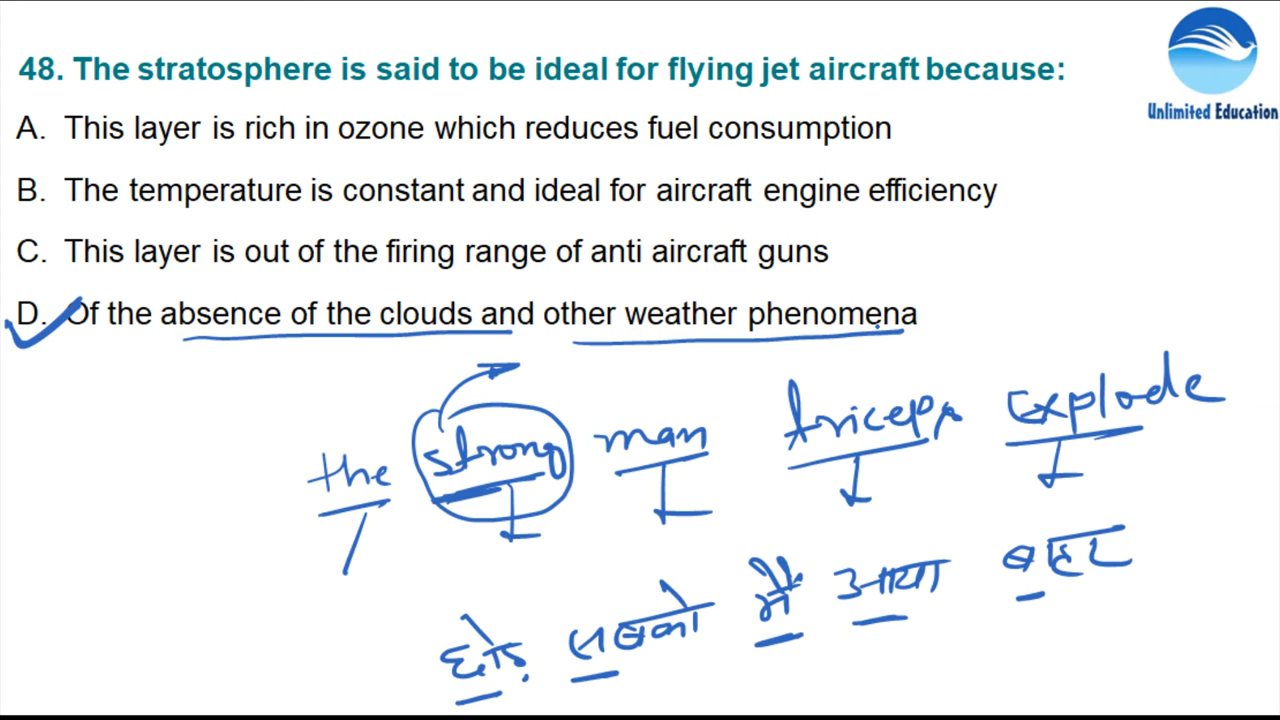 48. The stratosphere is said to be ideal for flying jet aircraft because:
Unlimited Education
A. This layer is rich in ozone which reduces fuel consumption
B. The temperature is constant and ideal for aircraft engine efficiency
C. This layer is out of the firing range of anti aircraft guns
D. Of the absence of the clouds and other weather phenomena
the strong man triceps Explode
छोड़ सबको मैं आया बहर